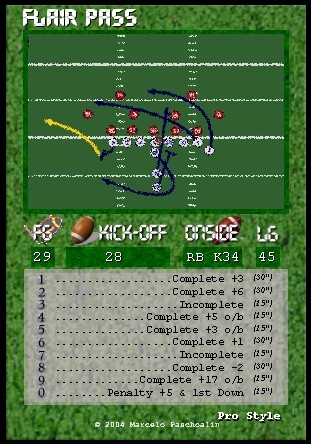 FLAIR PASS
FG KICK-OFF ONSIDE LG
29 28 RB K34 45
1 ..................Complete +3 (30")
2 ..................Complete +6 (30")
3 ...................Incomplete (15")
4 ..............Complete +5 o/b (15")
5 ..............Complete +3 o/b (15")
6 ..................Complete +1 (30")
7 ...................Incomplete (15")
8 ..................Complete -2 (30")
9 .............Complete +17 o/b (15")
0 ........Penalty +5 & 1st Down (15")
Pro Style
© 2004 Marcelo Paschoalin